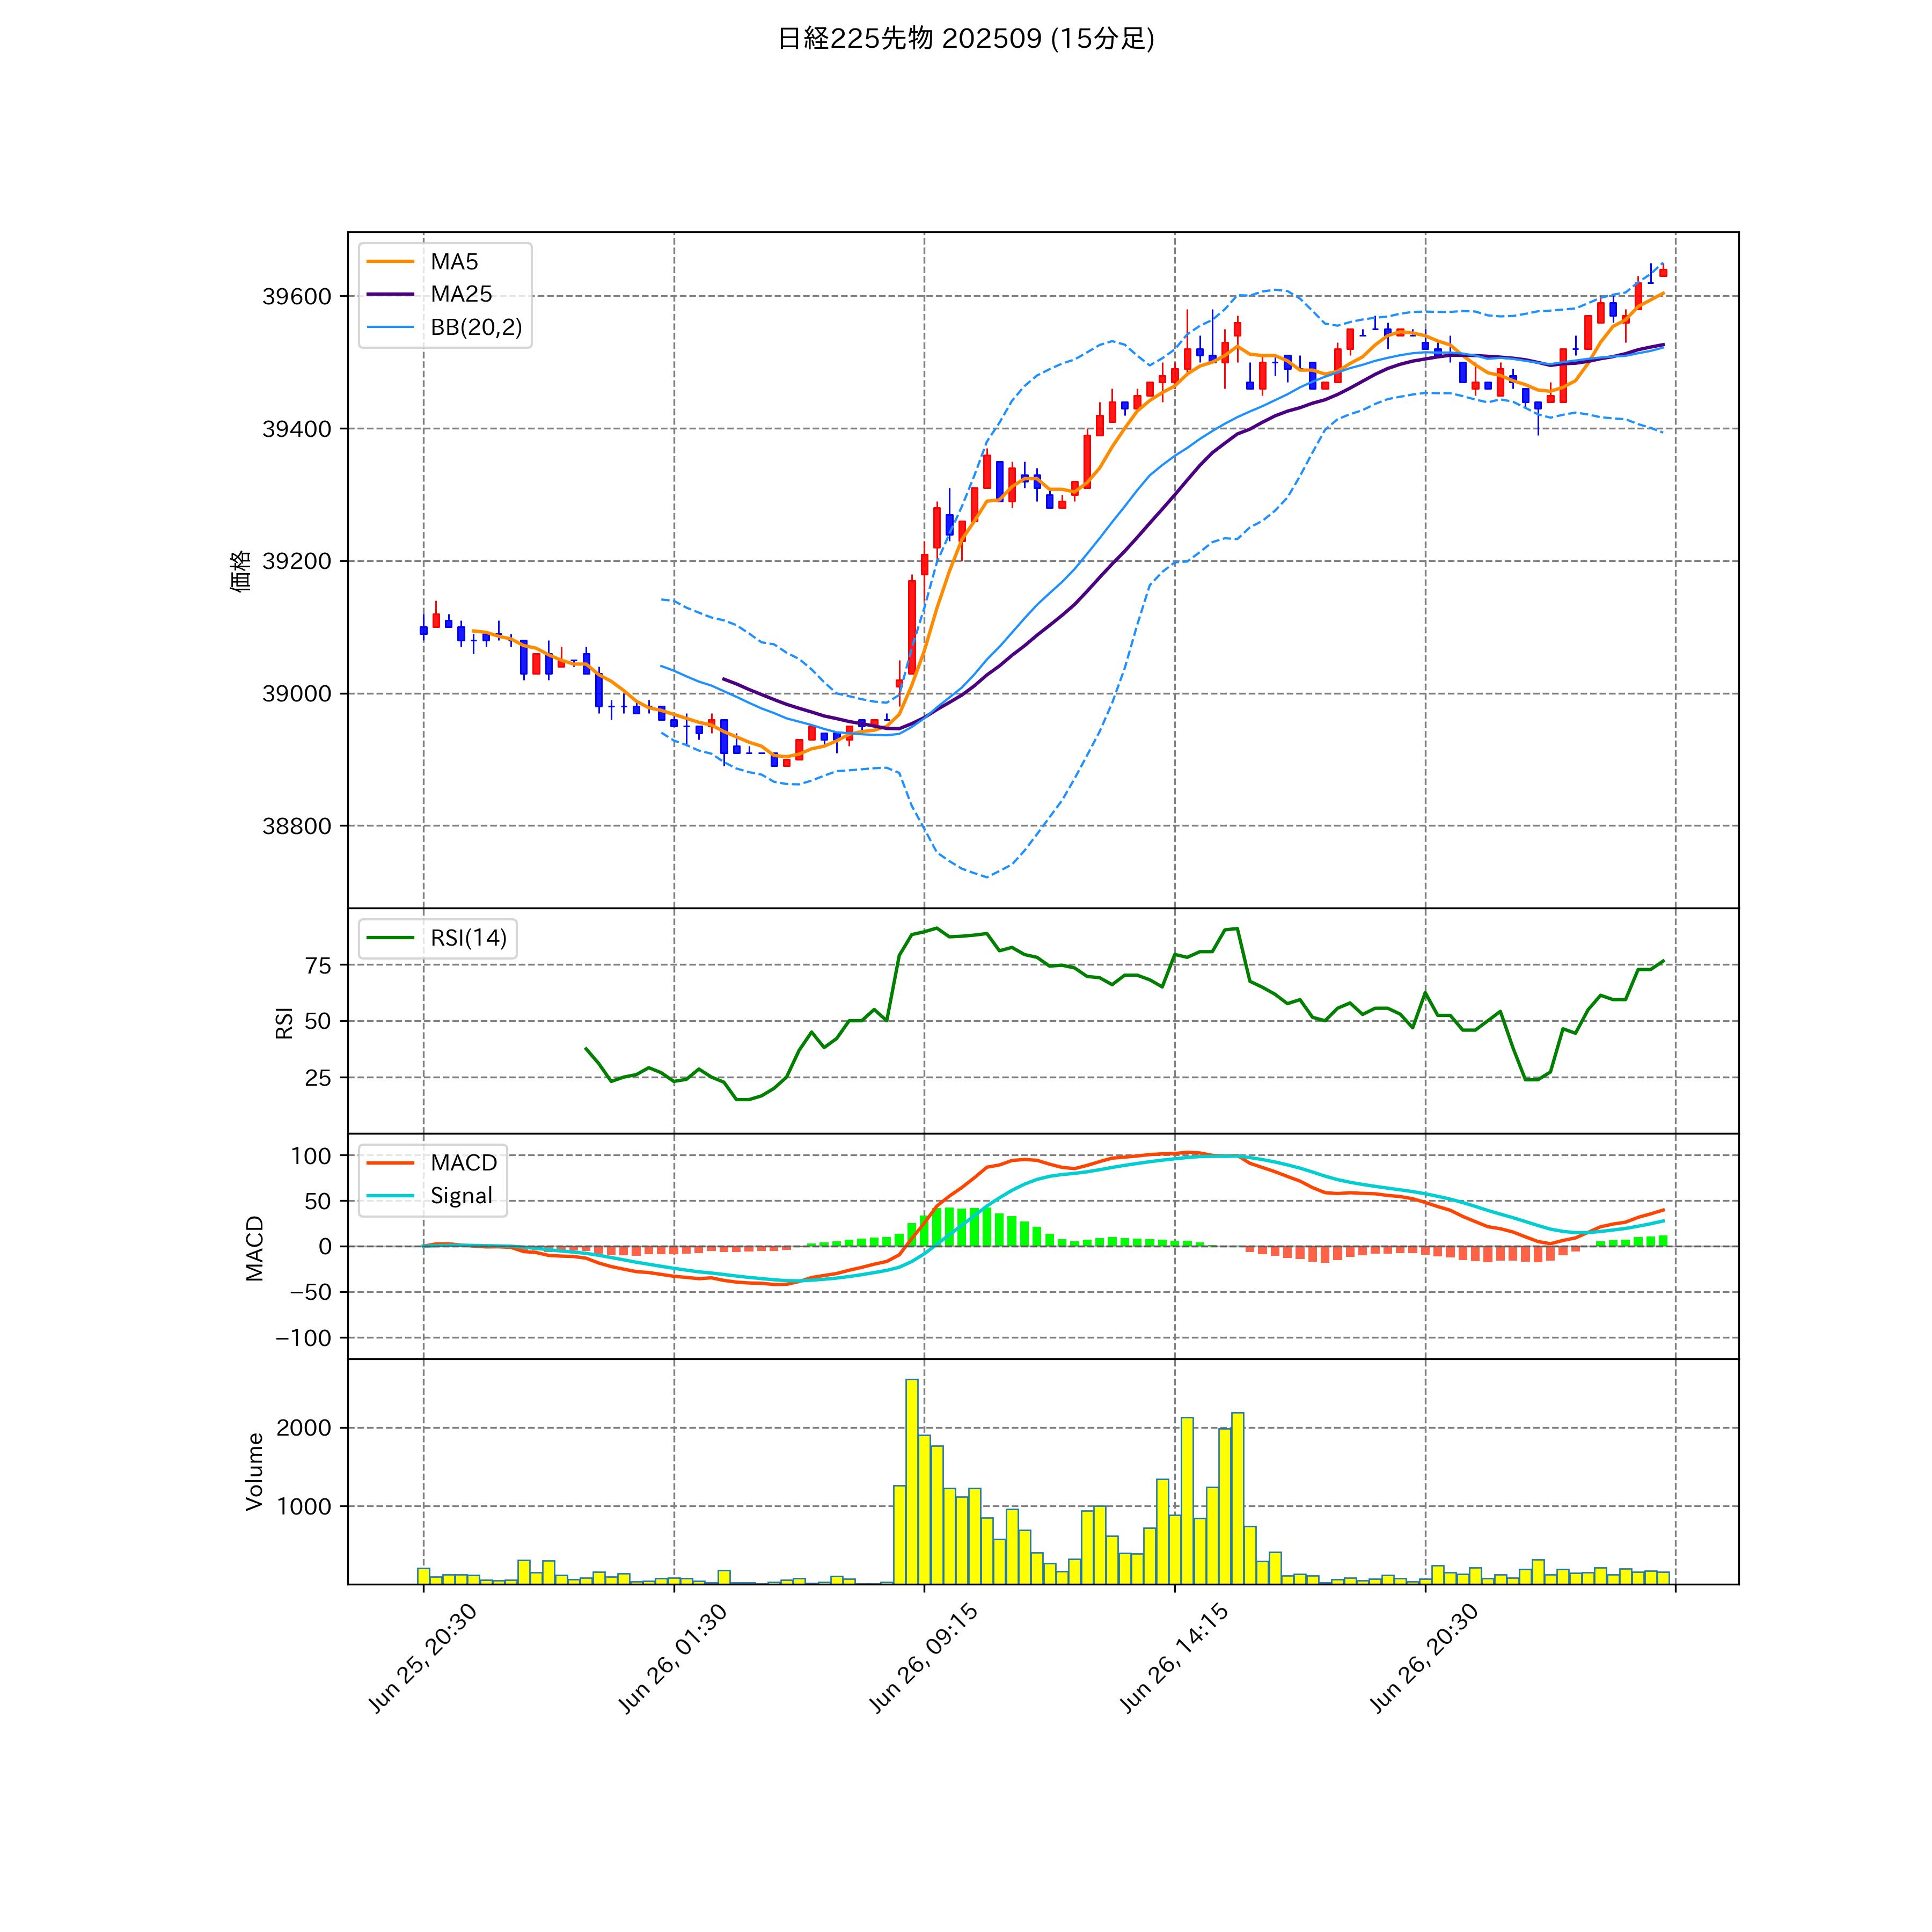 日経225先物 202509 (15分足)
MA5
MA25
BB(20,2)
39600
39400
39200
39000
38800
価格
RSI(14)
75
50
25
RSI
MACD
Signal
100
50
0
−50
−100
MACD
2000
1000
Volume
Jun 25, 20:30
Jun 26, 01:30
Jun 26, 09:15
Jun 26, 14:15
Jun 26, 20:30